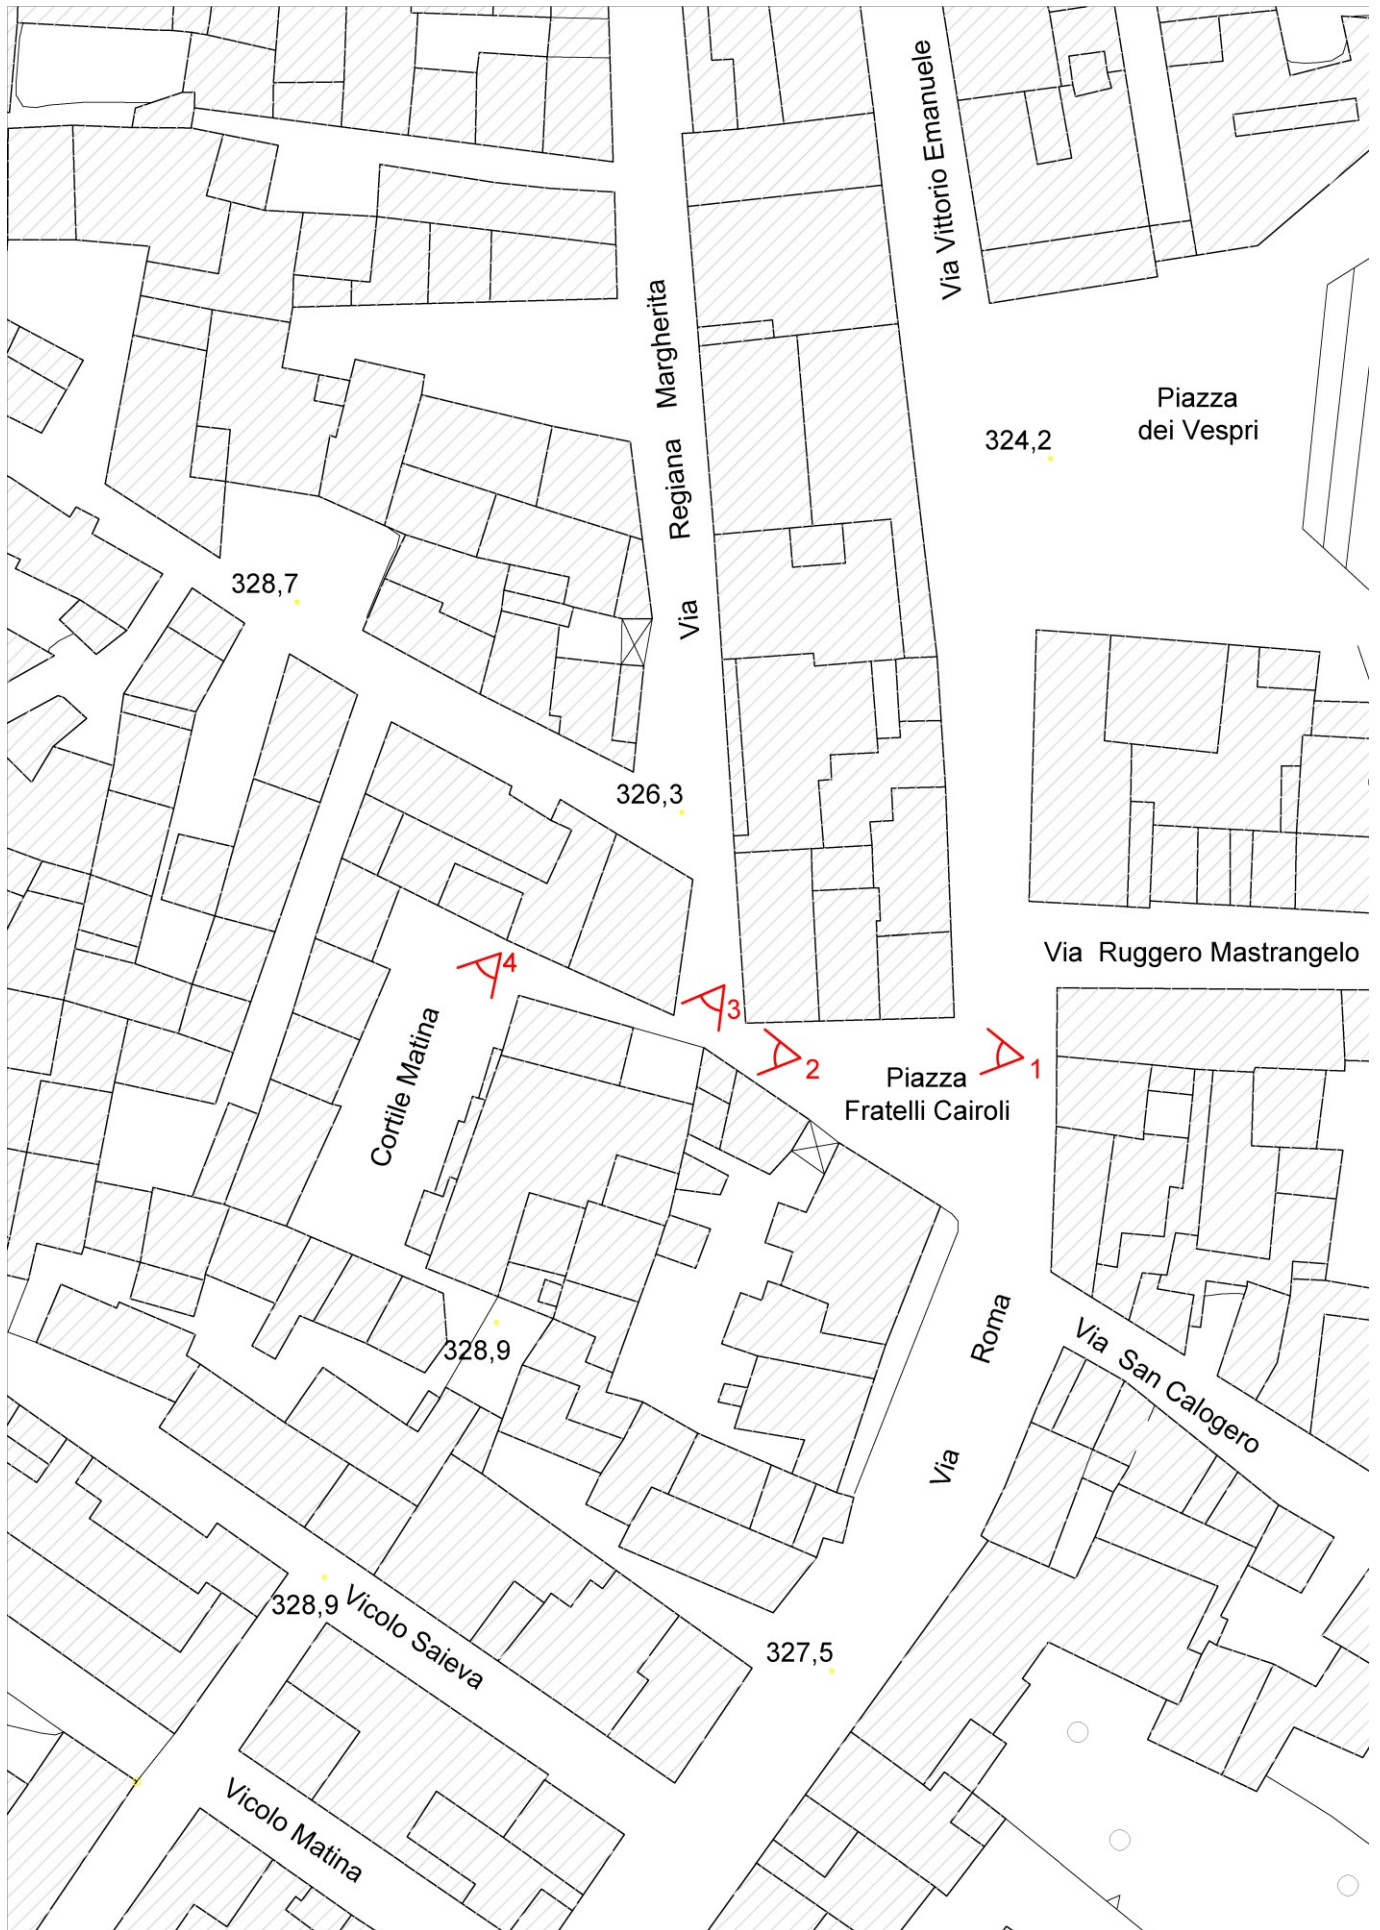 Via Vittorio Emanuele
Via Regiana Margherita
Piazza
dei Vespri
324,2
328,7
326,3
Via Ruggero Mastrangelo
4
3
2
1
Piazza
Fratelli Cairoli
Cortile Matina
328,9
Via Roma
Via San Calogero
328,9
Vicolo Saieva
327,5
Vicolo Matina